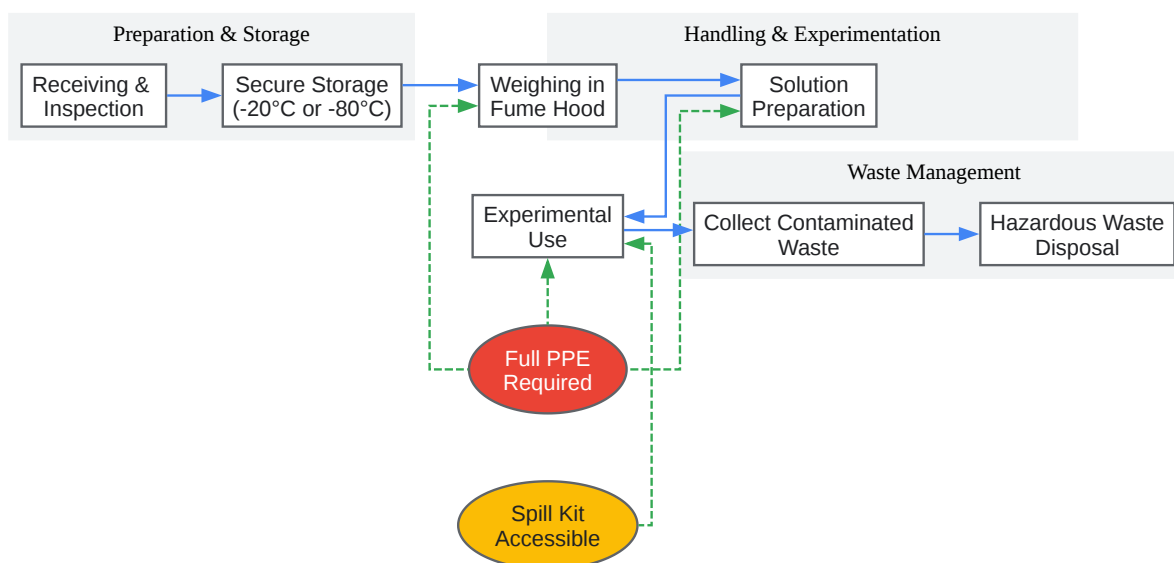 Preparation & Storage
Handling & Experimentation
Receiving &
Inspection
Secure Storage
(-20°C or -80°C)
Weighing in
Fume Hood
Solution
Preparation
Waste Management
Experimental
Use
Collect Contaminated
Waste
Hazardous Waste
Disposal
Full PPE
Required
Spill Kit
Accessible